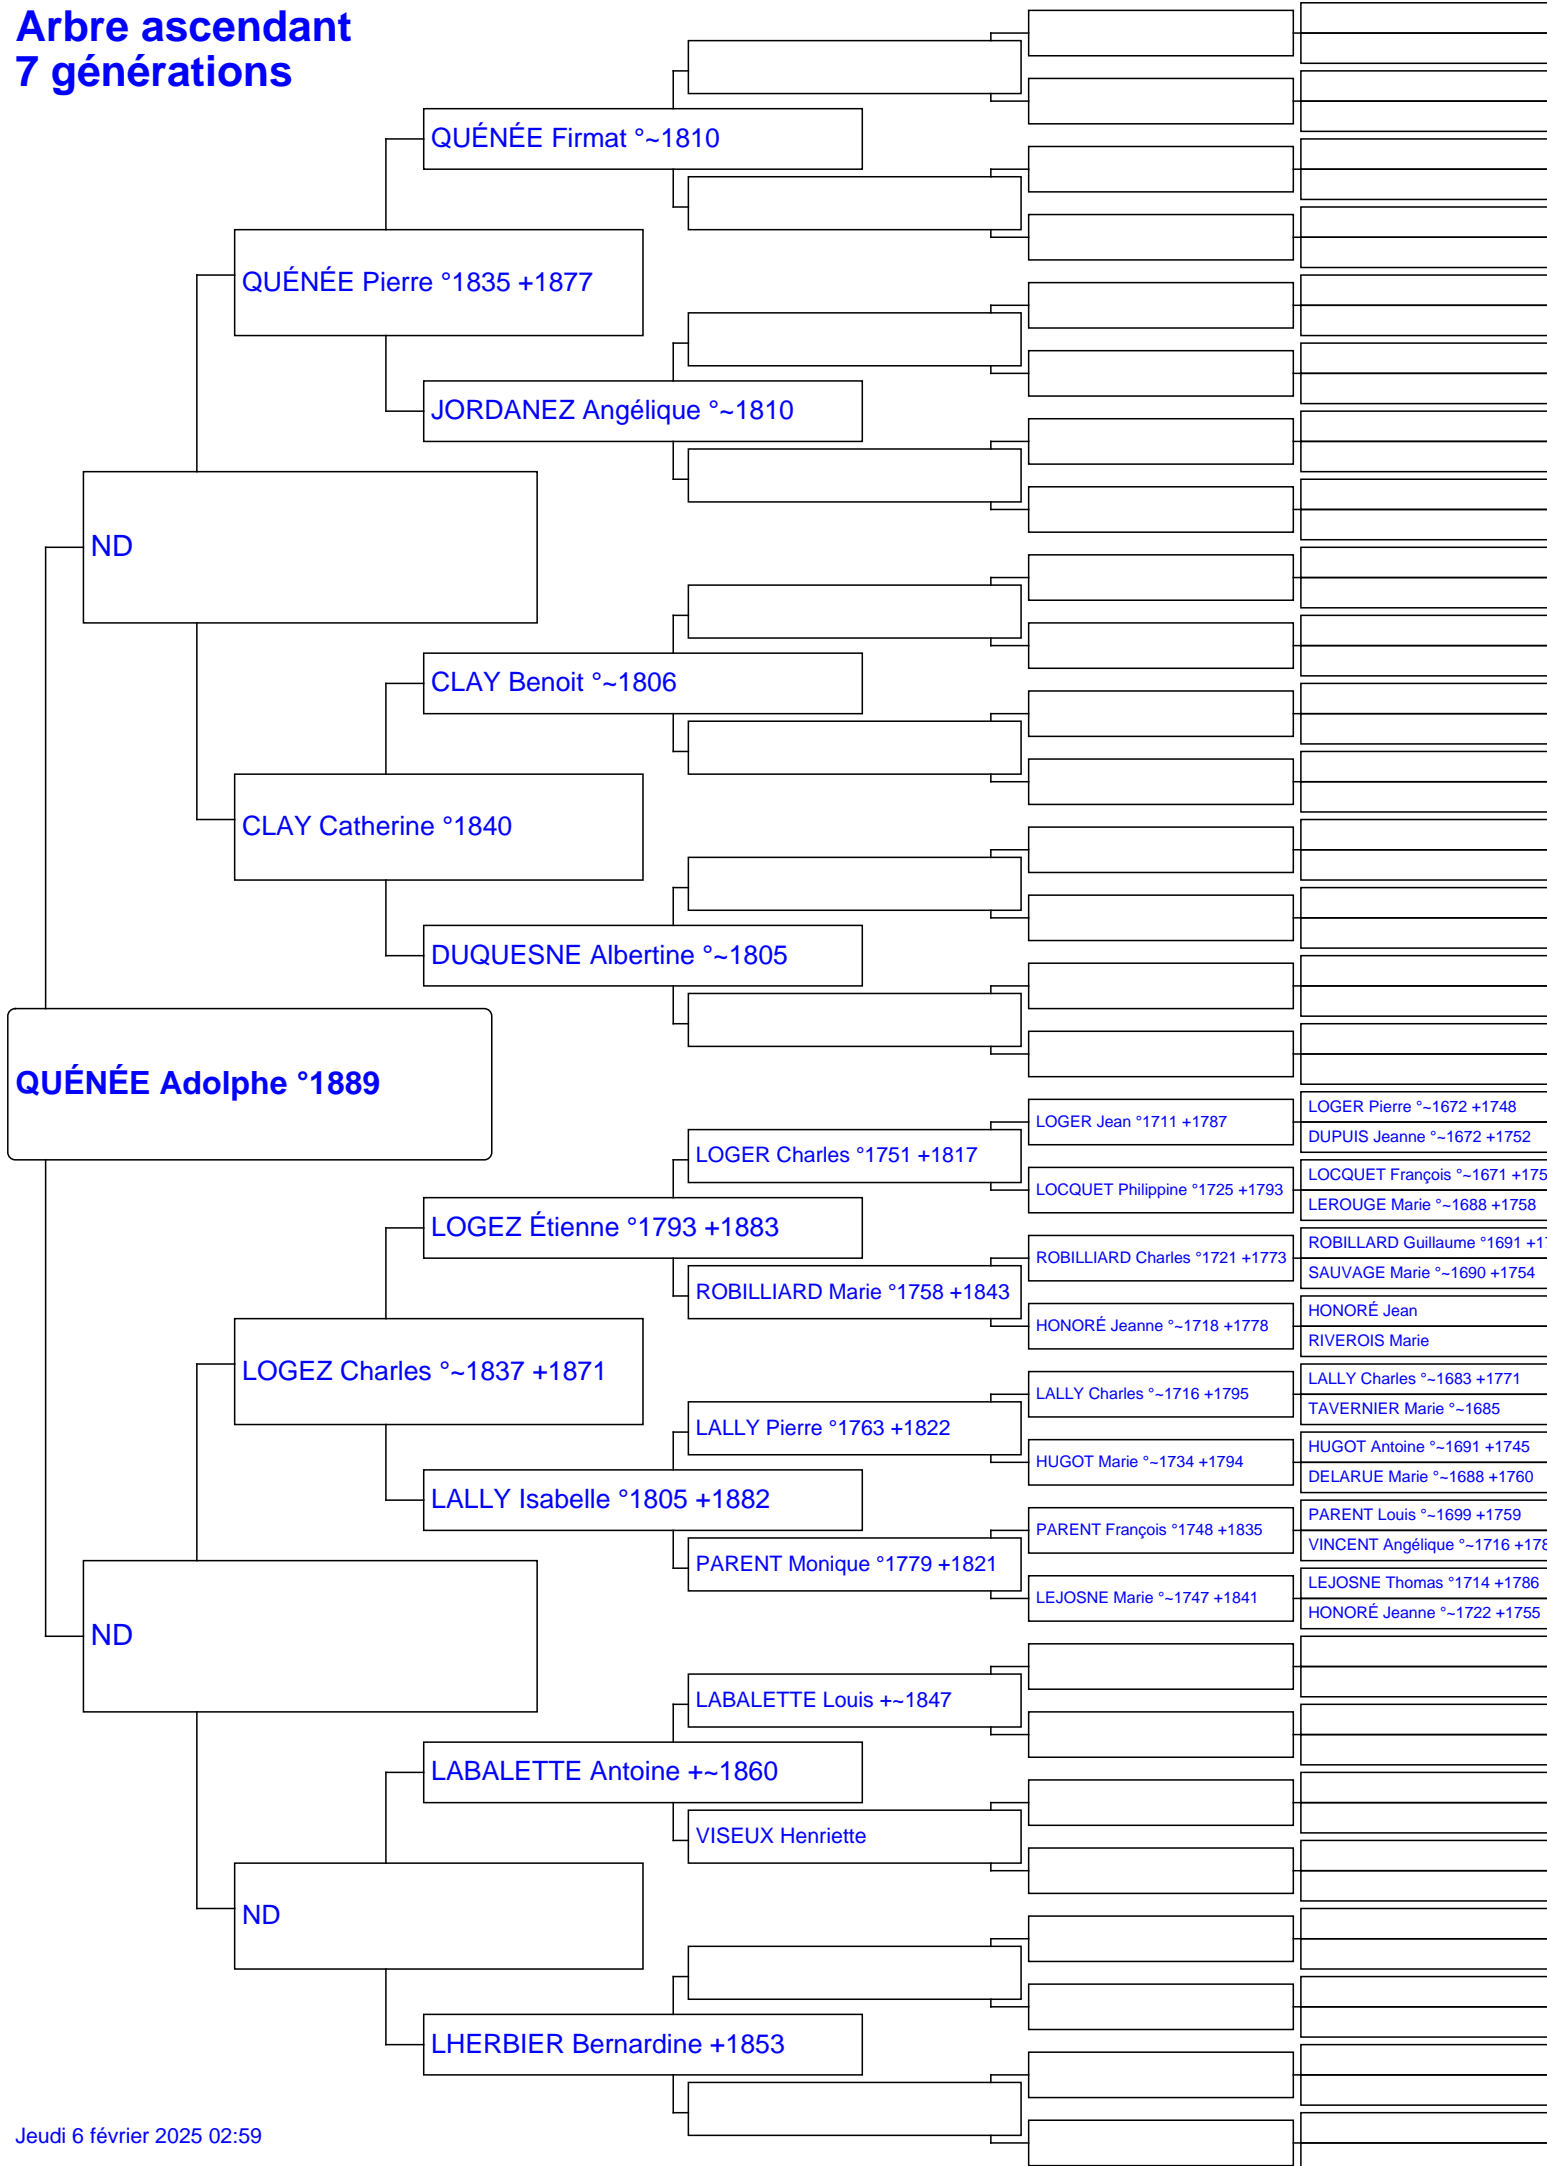 Arbre ascendant
7 générations
QUÉNÉE Firmat °~1810
QUÉNÉE Pierre °1835 +1877
JORDANEZ Angélique °~1810
ND
CLAY Benoit °~1806
CLAY Catherine °1840
DUQUESNE Albertine °~1805
QUÉNÉE Adolphe °1889
LOGER Pierre °~1672 +1748
LOGER Jean °1711 +1787
DUPUIS Jeanne °~1672 +1752
LOGER Charles °1751 +1817
LOCQUET François °~1671 +175
LOCQUET Philippine °1725 +1793
LEROUGE Marie °~1688 +1758
LOGEZ Étienne °1793 +1883
ROBILLARD Guillaume °1691 +1
ROBILLIARD Charles °1721 +1773
SAUVAGE Marie °~1690 +1754
ROBILLIARD Marie °1758 +1843
HONORÉ Jean
HONORÉ Jeanne °~1718 +1778
RIVEROIS Marie
LOGEZ Charles °~1837 +1871
LALLY Charles °~1683 +1771
LALLY Charles °~1716 +1795
TAVERNIER Marie °~1685
LALLY Pierre °1763 +1822
HUGOT Antoine °~1691 +1745
HUGOT Marie °~1734 +1794
DELARUE Marie °~1688 +1760
LALLY Isabelle °1805 +1882
PARENT Louis °~1699 +1759
PARENT François °1748 +1835
VINCENT Angélique °~1716 +178
PARENT Monique °1779 +1821
LEJOSNE Thomas °1714 +1786
LEJOSNE Marie °~1747 +1841
HONORÉ Jeanne °~1722 +1755
ND
LABALETTE Louis +~1847
LABALETTE Antoine +~1860
VISEUX Henriette
ND
LHERBIER Bernardine +1853
Jeudi 6 février 2025 02:59